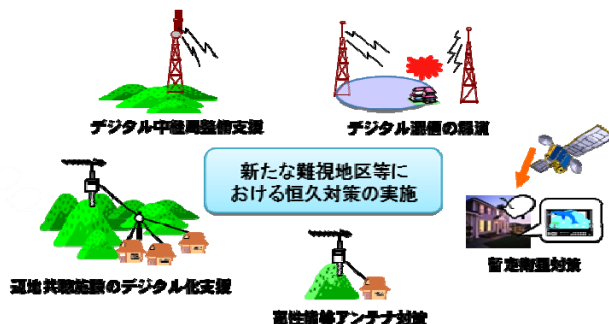 デジタル中継局整備支援
デジタル混信の解消
新たな難視地区等に
おける恒久対策の実施
暫定衛星対策
辺地共聴施設のデジタル化支援
高性能等アンテナ対策